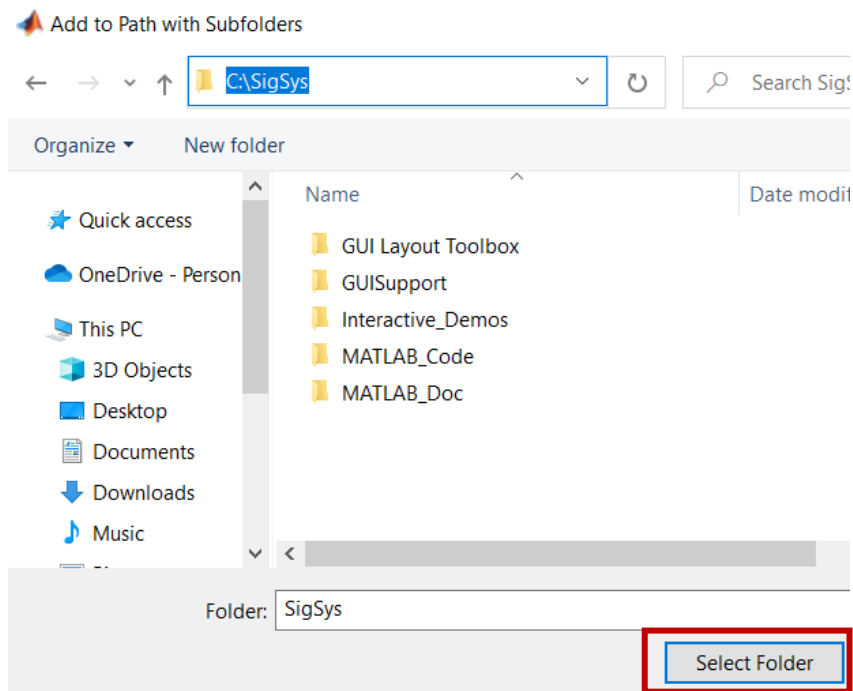 Add to Path with Subfolders
C:\SigSys
Search SigS
Organize
New folder
Name
Date modif
Quick access
OneDrive - Person
This PC
3D Objects
Desktop
Documents
Downloads
Music
GUI Layout Toolbox
GUISupport
Interactive_Demos
MATLAB_Code
MATLAB_Doc
Folder:
SigSys
Select Folder